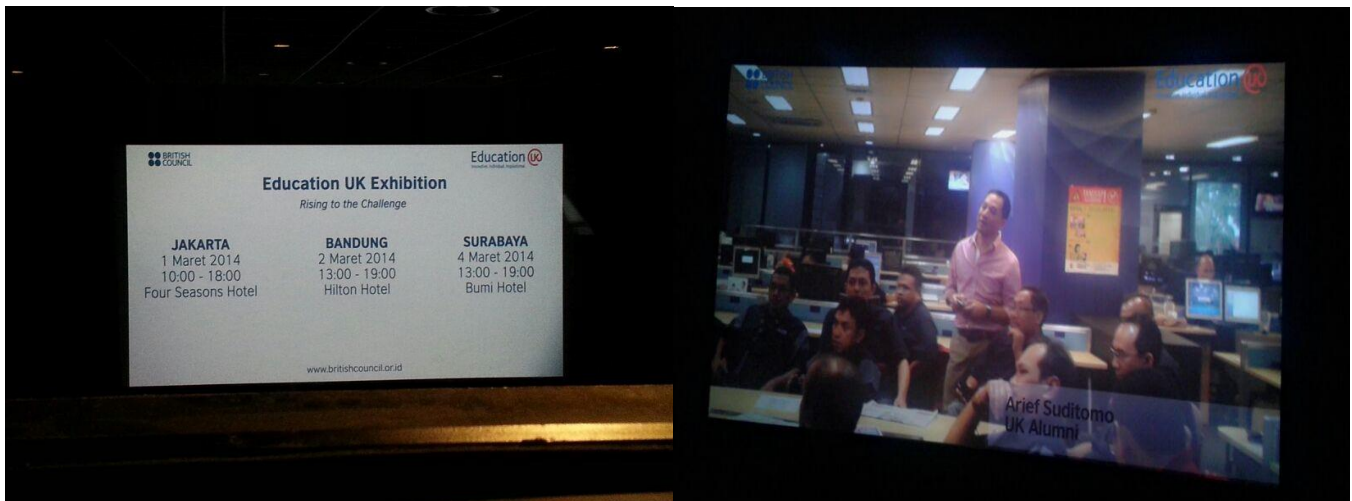 BRITISH
COUNCIL
Education UK
Education UK Exhibition
Rising to the Challenge
JAKARTA
1 Maret 2014
10:00 - 18:00
Four Seasons Hotel
BANDUNG
2 Maret 2014
13:00 - 19:00
Hilton Hotel
SURABAYA
4 Maret 2014
13:00 - 19:00
Bumi Hotel
www.britishcouncil.or.id
BRITISH
COUNCIL
Education UK
Arief Suditomo
UK Alumni